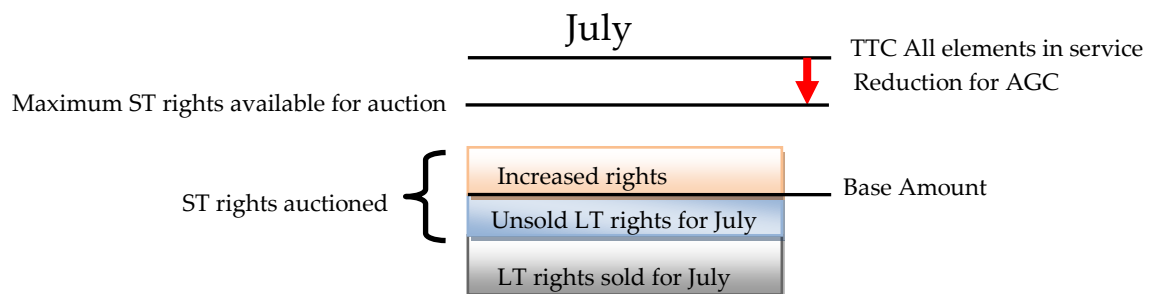 July
TTC All elements in service
Reduction for AGC
Maximum ST rights available for auction
Increased rights
Base Amount
ST rights auctioned
Unsold LT rights for July
LT rights sold for July